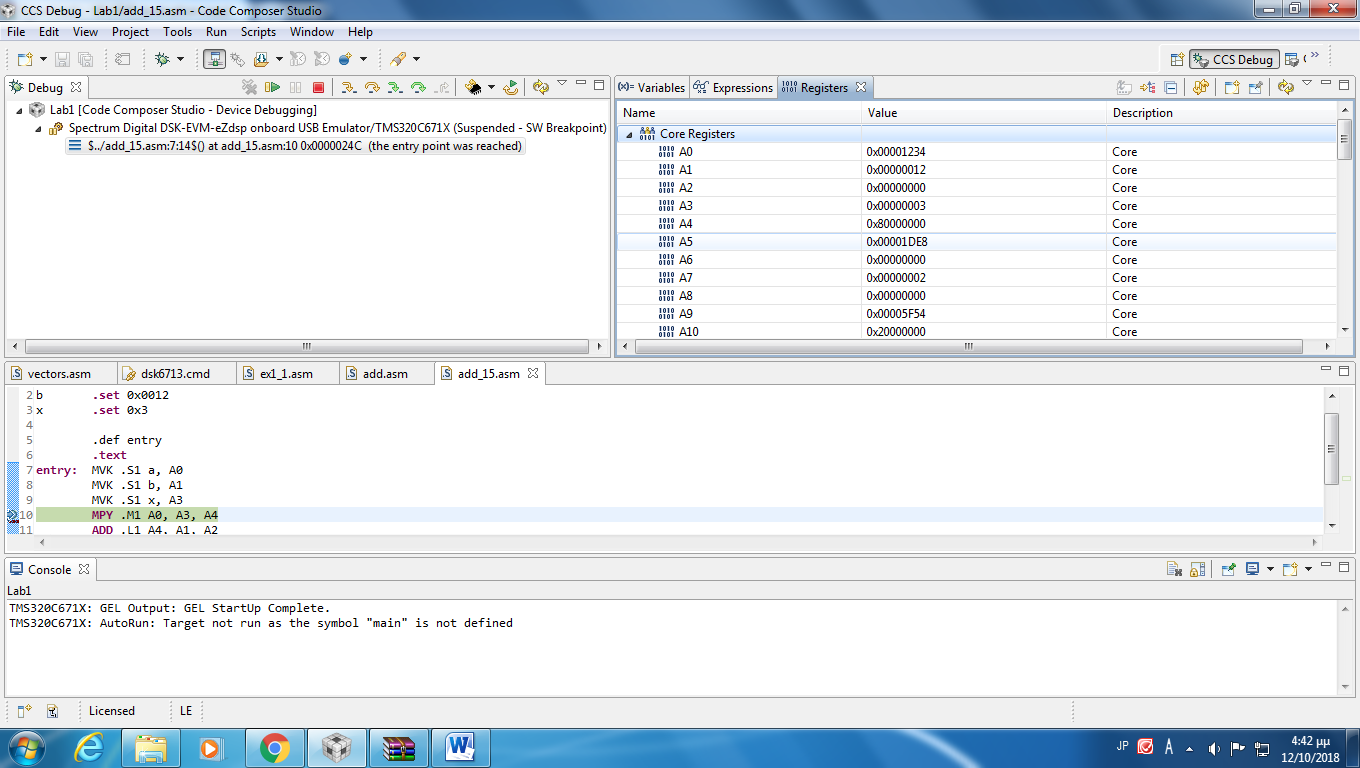 CCS Debug - Lab1/add_15.asm - Code Composer Studio
File Edit View Project Tools Run Scripts Window Help
CCS Debug
Debug
Lab1 [Code Composer Studio - Device Debugging]
Spectrum Digital DSK-EVM-eZdsp onboard USB Emulator/TMS320C671X (Suspended - SW Breakpoint)
$../add_15.asm:7:14$() at add_15.asm:10 0x0000024C (the entry point was reached)
Variables Expressions Registers
Name Value Description
Core Registers
A0 0x00001234 Core
A1 0x00000012 Core
A2 0x00000000 Core
A3 0x00000003 Core
A4 0x80000000 Core
A5 0x00001DE8 Core
A6 0x00000000 Core
A7 0x00000002 Core
A8 0x00000000 Core
A9 0x00005F54 Core
A10 0x20000000 Core
vectors.asm dsk6713.cmd ex1_1.asm add.asm add_15.asm
2 b .set 0x0012
3 x .set 0x3
4
5 .def entry
6 .text
7 entry: MVK .S1 a, A0
8 MVK .S1 b, A1
9 MVK .S1 x, A3
10 MPY .M1 A0, A3, A4
11 ADD .L1 A4, A1, A2
Console
Lab1
TMS320C671X: GEL Output: GEL StartUp Complete.
TMS320C671X: AutoRun: Target not run as the symbol "main" is not defined
Licensed LE
JP
4:42 μμ
12/10/2018